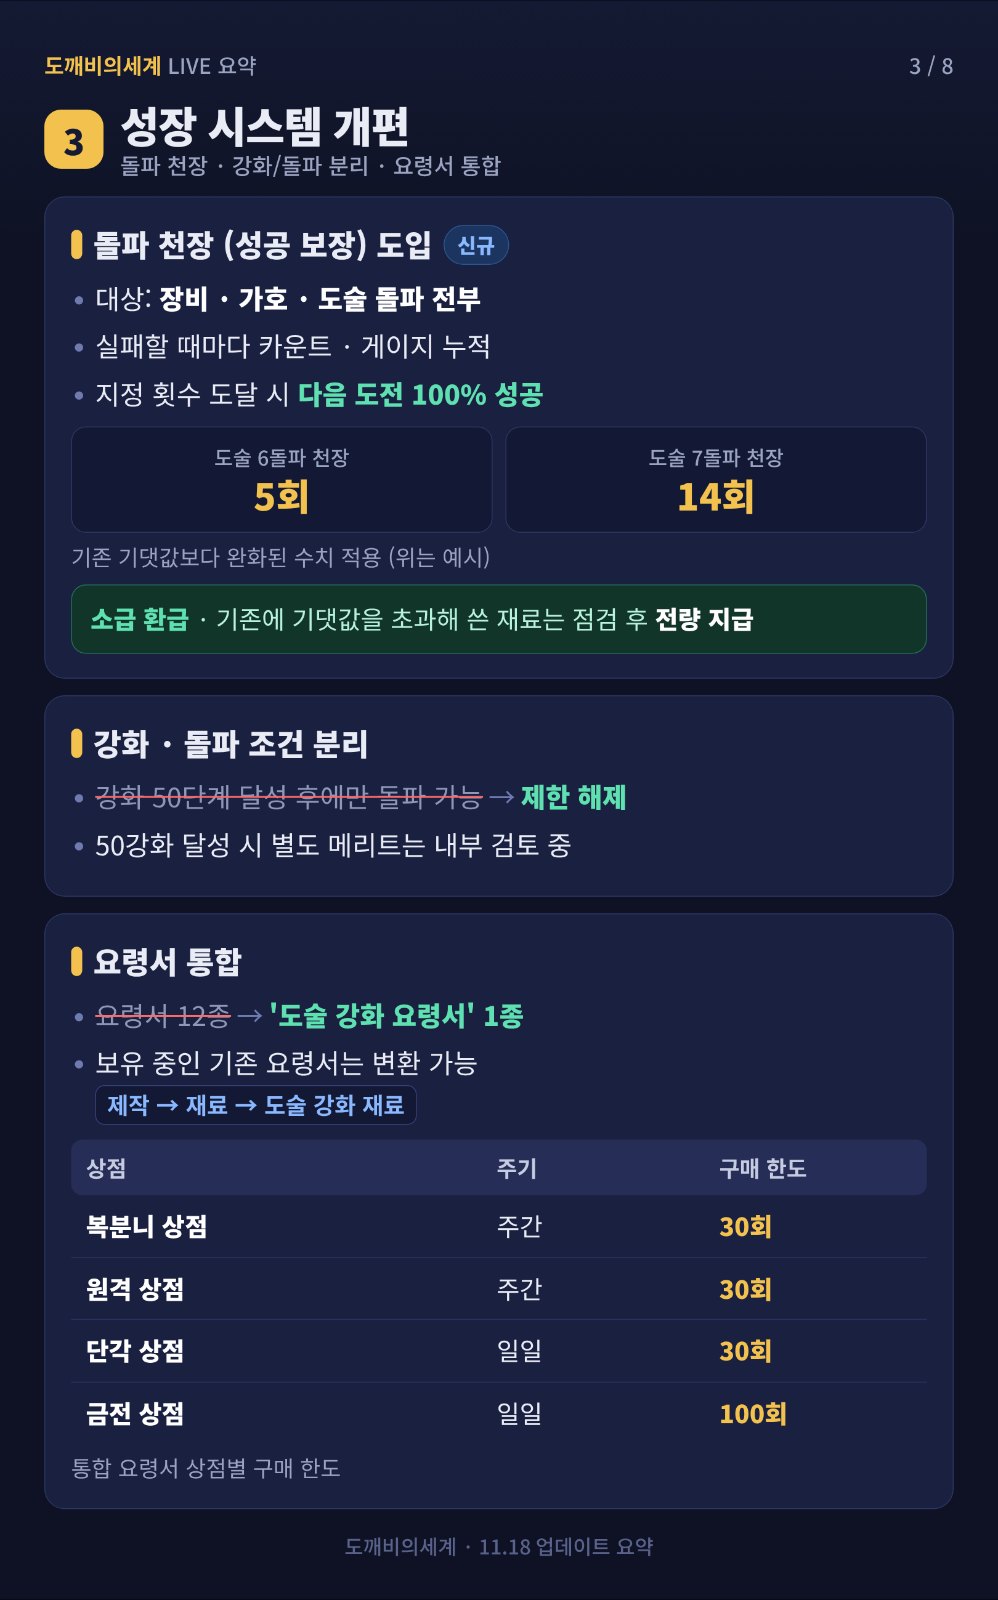 도깨비의세계 LIVE 요약
3 / 8
3
성장 시스템 개편
돌파 천장 · 강화/돌파 분리 · 요령서 통합
돌파 천장 (성공 보장) 도입 신규
• 대상: 장비 · 가호 · 도술 돌파 전부
• 실패할 때마다 카운트 · 게이지 누적
• 지정 횟수 도달 시 다음 도전 100% 성공
도술 6돌파 천장
5회
도술 7돌파 천장
14회
기존 기댓값보다 완화된 수치 적용 (위는 예시)
소급 환급 · 기존에 기댓값을 초과해 쓴 재료는 점검 후 전량 지급
강화 · 돌파 조건 분리
• 강화 50단계 달성 후에만 돌파 가능 → 제한 해제
• 50강화 달성 시 별도 메리트는 내부 검토 중
요령서 통합
• 요령서 12종 → '도술 강화 요령서' 1종
• 보유 중인 기존 요령서는 변환 가능
제작 → 재료 → 도술 강화 재료
상점 주기 구매 한도
복분니 상점 주간 30회
원격 상점 주간 30회
단각 상점 일일 30회
금전 상점 일일 100회
통합 요령서 상점별 구매 한도
도깨비의세계 · 11.18 업데이트 요약